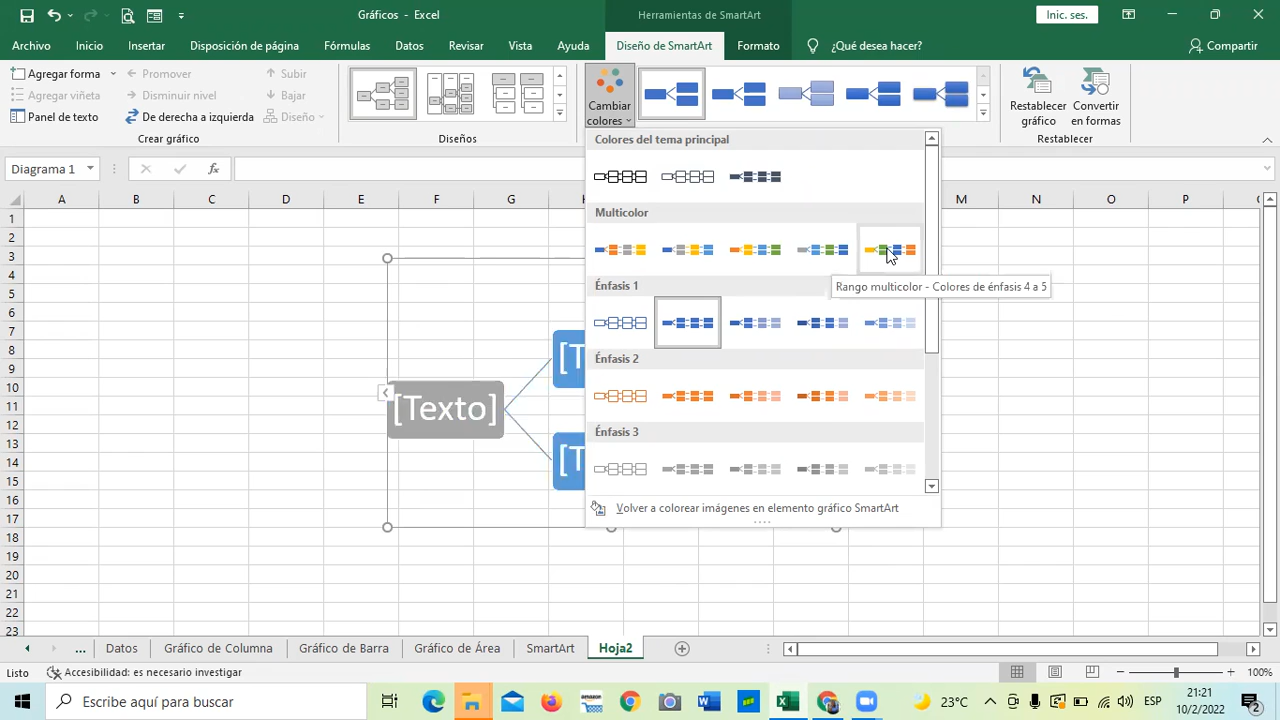 Gráficos - Excel
Herramientas de SmartArt
Inic. ses.
Archivo
Inicio
Insertar
Disposición de página
Fórmulas
Datos
Revisar
Vista
Ayuda
Diseño de SmartArt
Formato
¿Qué desea hacer?
Compartir
Agregar forma
Promover
Subir
Agregar viñeta
Disminuir nivel
Bajar
Panel de texto
De derecha a izquierda
Diseño
Crear gráfico
Diseños
Cambiar
colores
Restablecer
gráfico
Convertir
en formas
Restablecer
Diagrama 1
fx
A B C D E F G H M N O P
Colores del tema principal
Multicolor
Rango multicolor - Colores de énfasis 4 a 5
Énfasis 1
Énfasis 2
Énfasis 3
Volver a colorear imágenes en elemento gráfico SmartArt
1
2
3
4
5
6
7
8
9
10
11
12
13
14
15
16
17
18
19
20
21
22
23
[Texto]
[T
[T
...
Datos
Gráfico de Columna
Gráfico de Barra
Gráfico de Área
SmartArt
Hoja2
Listo
Accesibilidad: es necesario investigar
100%
Escribe aquí para buscar
amazon
23°C
ESP
21:21
10/2/2022
2